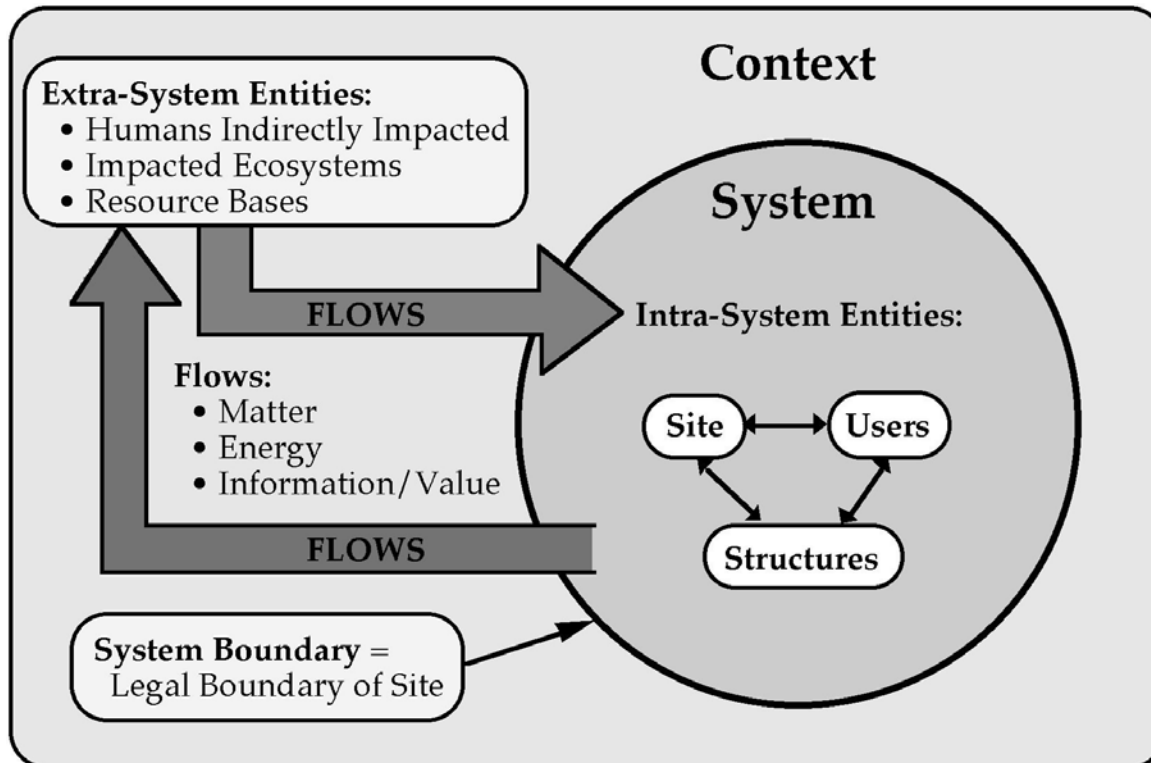 Context
Extra-System Entities:
• Humans Indirectly Impacted
• Impacted Ecosystems
• Resource Bases
System
FLOWS
Intra-System Entities:
Flows:
• Matter
• Energy
• Information/Value
Site
Users
Structures
FLOWS
System Boundary =
Legal Boundary of Site